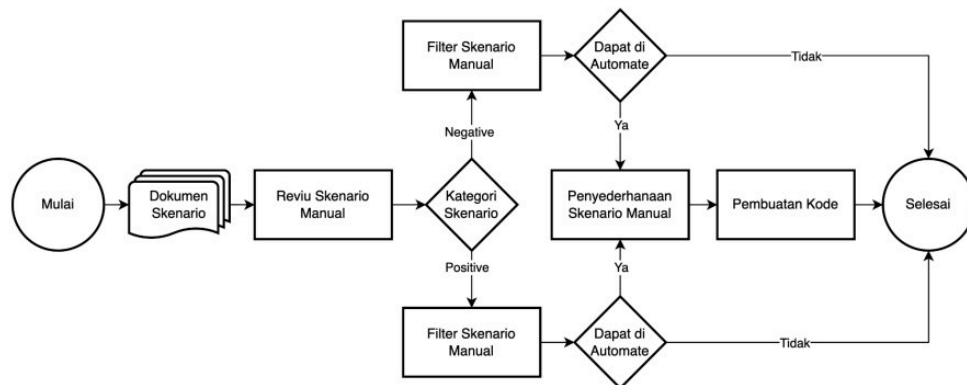 Filter Skenario
Manual
Dapat di
Automate
Tidak
Ya
Negative
Mulai
Dokumen
Skenario
Reviu Skenario
Manual
Kategori
Skenario
Penyederhanaan
Skenario Manual
Pembuatan Kode
Selesai
Positive
Ya
Filter Skenario
Manual
Dapat di
Automate
Tidak